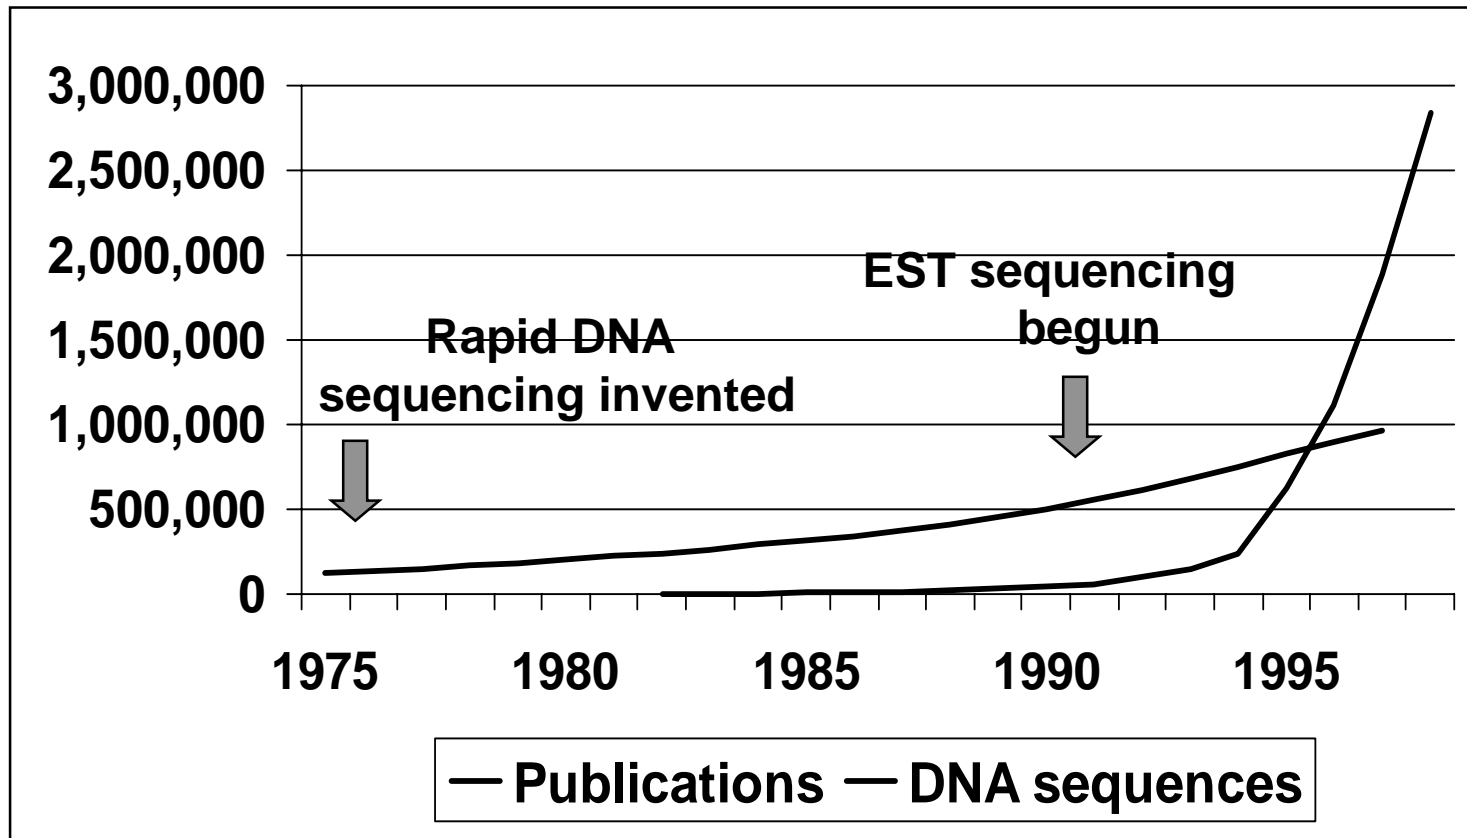 3,000,000
2,500,000
2,000,000
1,500,000
1,000,000
500,000
0
Rapid DNA
sequencing invented
EST sequencing
begun
1975 1980 1985 1990 1995
Publications DNA sequences